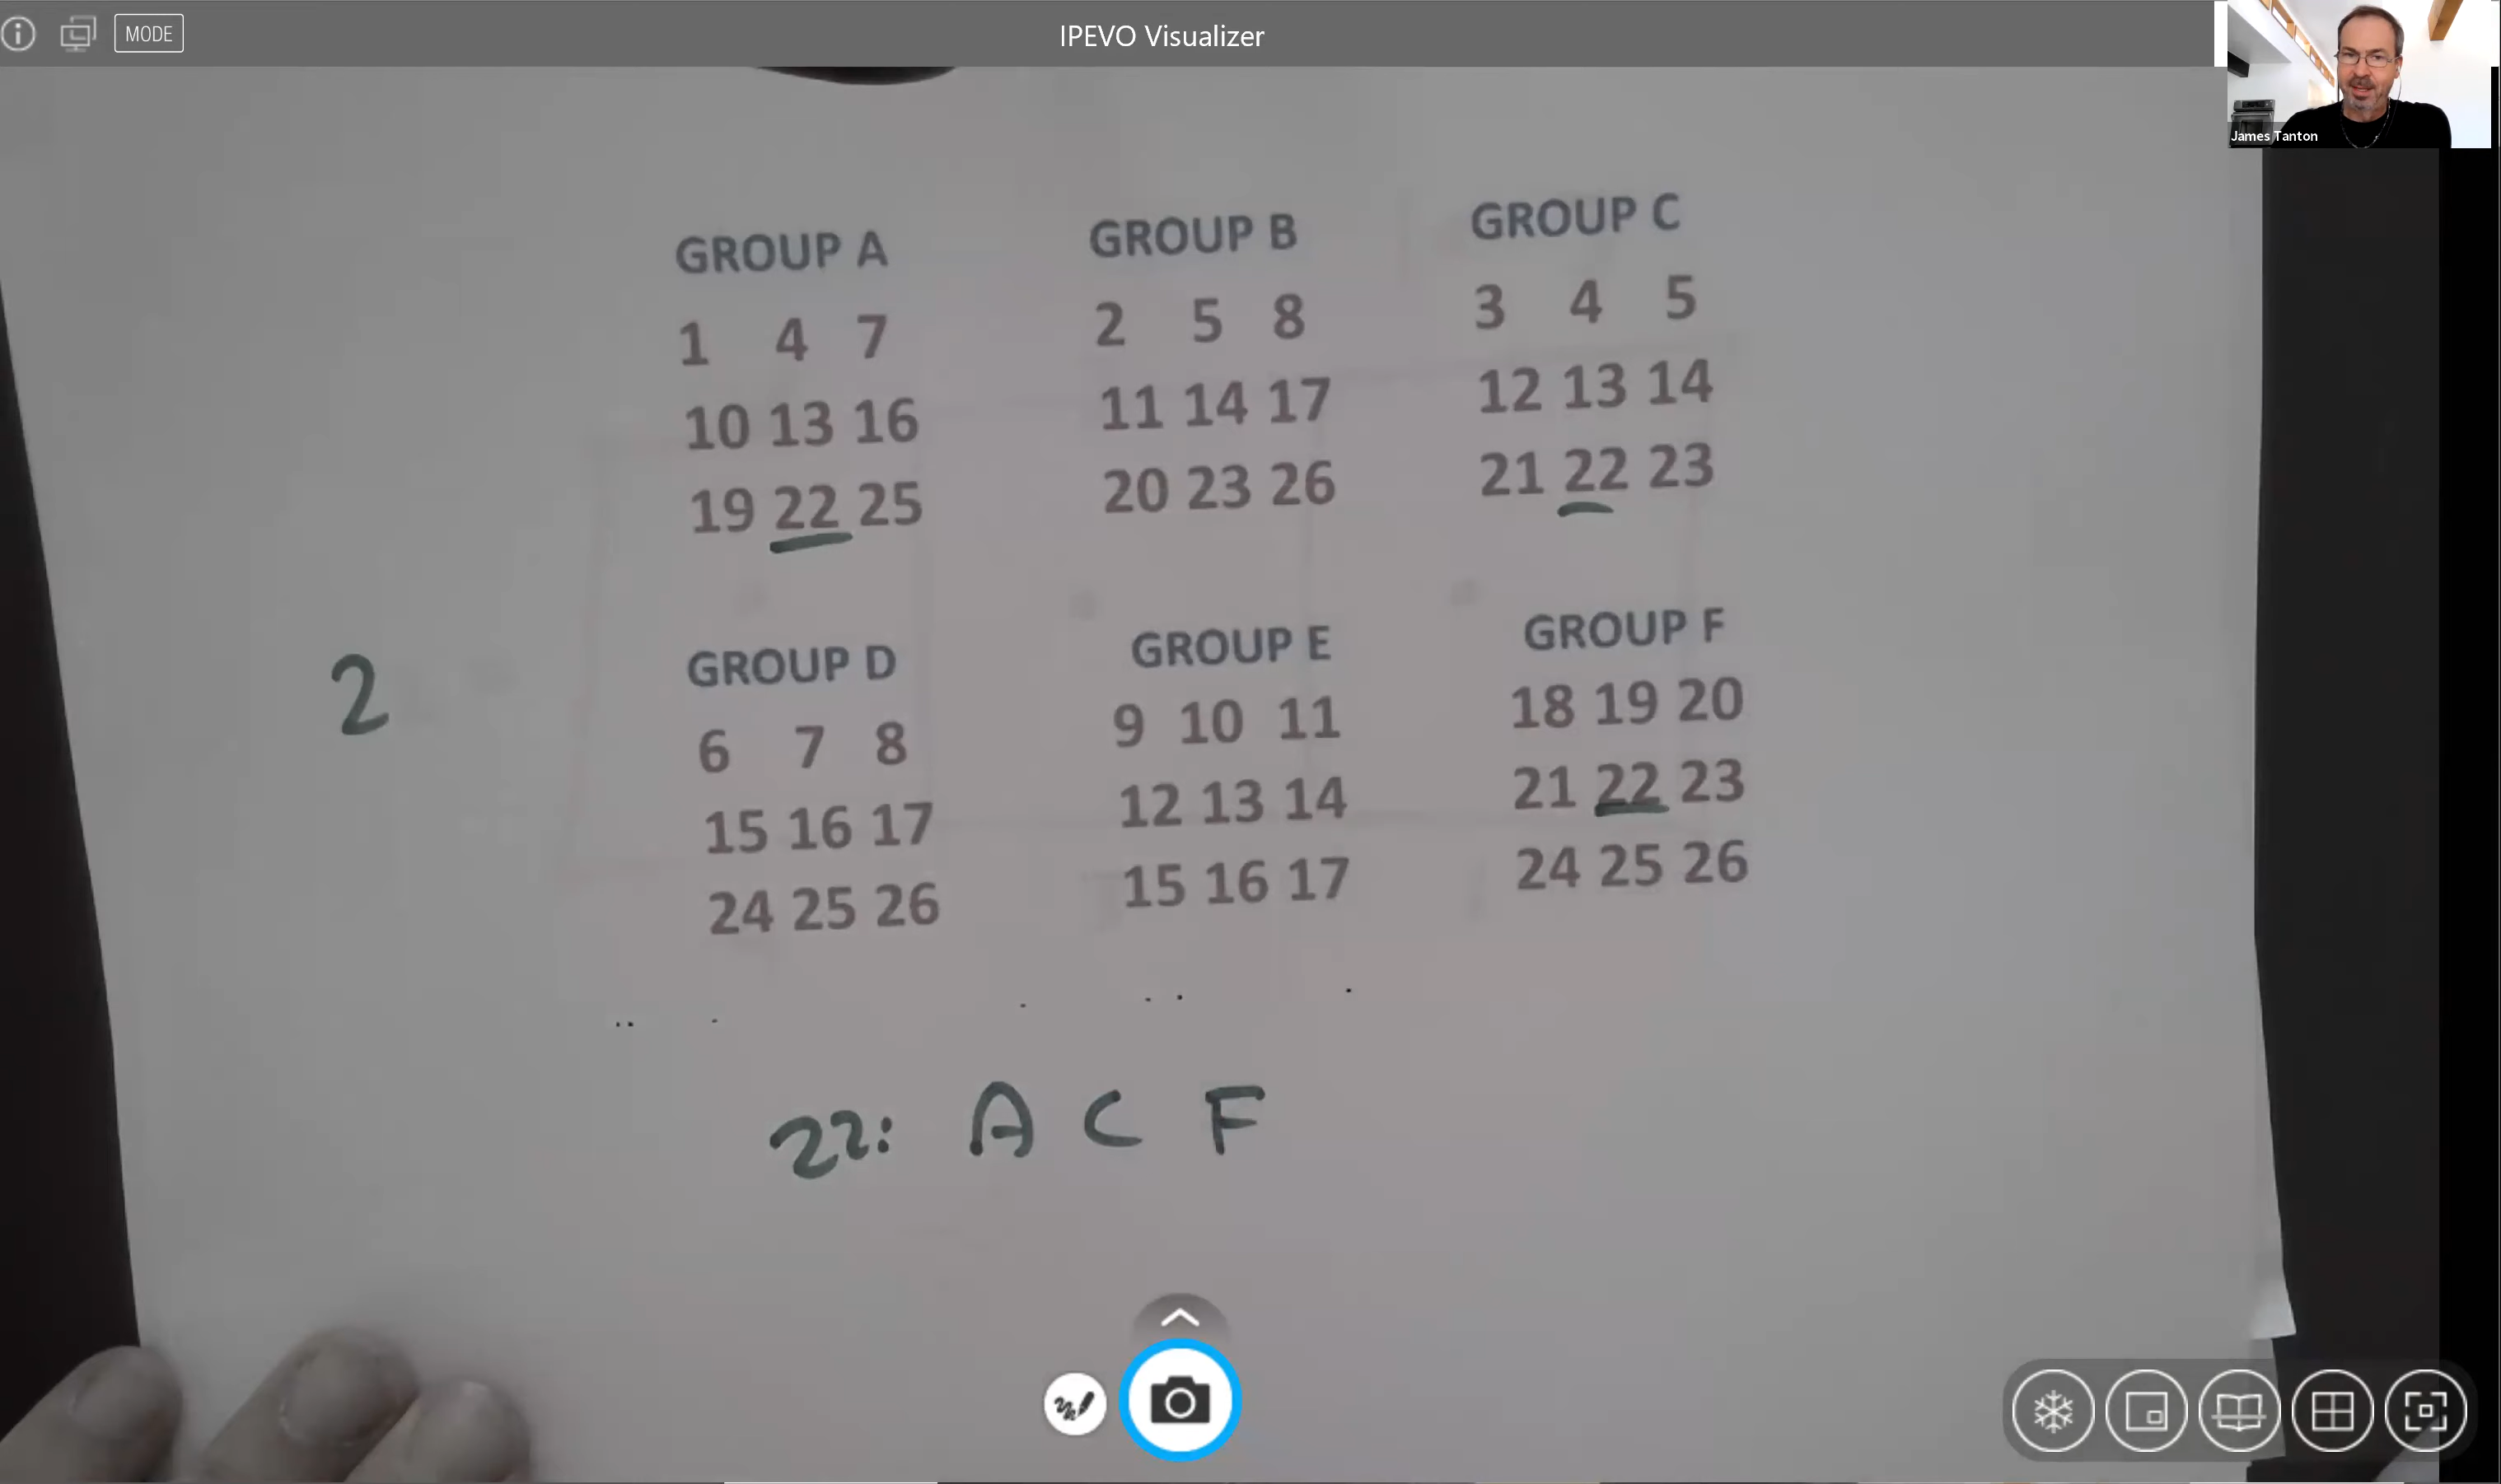 MODE
IPEVO Visualizer
James Tanton
GROUP A
1 4 7
10 13 16
19 22 25
GROUP B
2 5 8
11 14 17
20 23 26
GROUP C
3 4 5
12 13 14
21 22 23
2
GROUP D
6 7 8
15 16 17
24 25 26
GROUP E
9 10 11
12 13 14
15 16 17
GROUP F
18 19 20
21 22 23
24 25 26
22: A C F